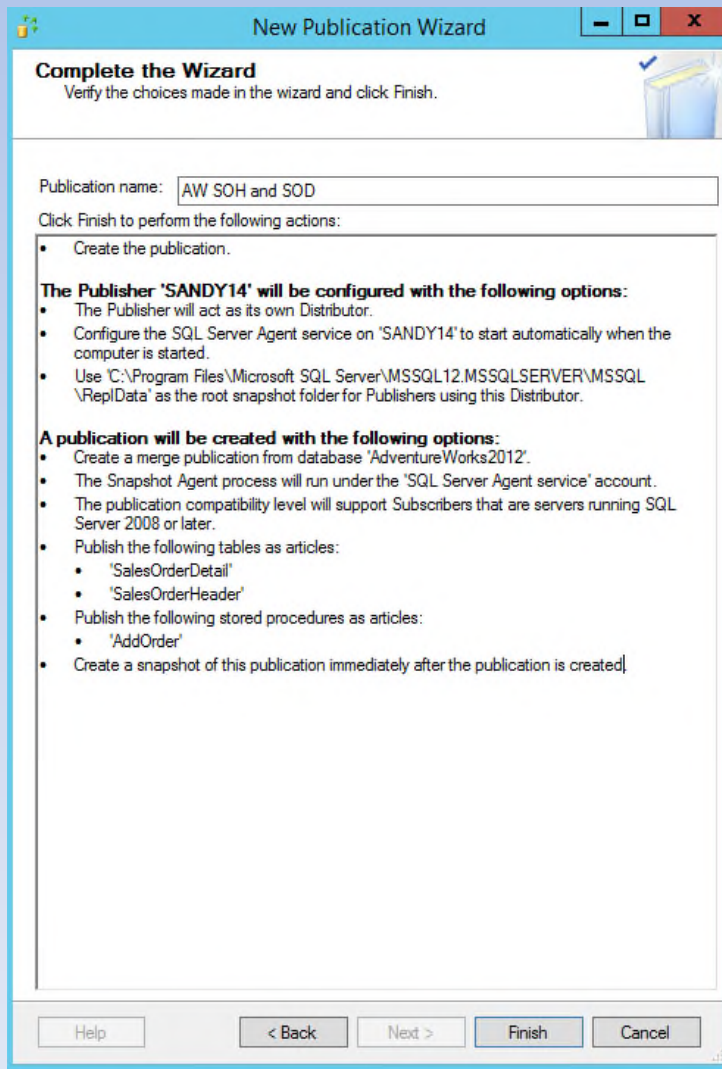 New Publication Wizard
Complete the Wizard
Verify the choices made in the wizard and click Finish.
Publication name: AW SOH and SOD
Click Finish to perform the following actions:
• Create the publication.
The Publisher 'SANDY14' will be configured with the following options:
• The Publisher will act as its own Distributor.
• Configure the SQL Server Agent service on 'SANDY14' to start automatically when the
computer is started.
• Use 'C:\Program Files\Microsoft SQL Server\MSSQL12.MSSQLSERVER\MSSQL
\ReplData' as the root snapshot folder for Publishers using this Distributor.
A publication will be created with the following options:
• Create a merge publication from database 'AdventureWorks2012'.
• The Snapshot Agent process will run under the 'SQL Server Agent service' account.
• The publication compatibility level will support Subscribers that are servers running SQL
Server 2008 or later.
• Publish the following tables as articles:
• 'SalesOrderDetail'
• 'SalesOrderHeader'
• Publish the following stored procedures as articles:
• 'AddOrder'
• Create a snapshot of this publication immediately after the publication is created.
Help < Back Next > Finish Cancel